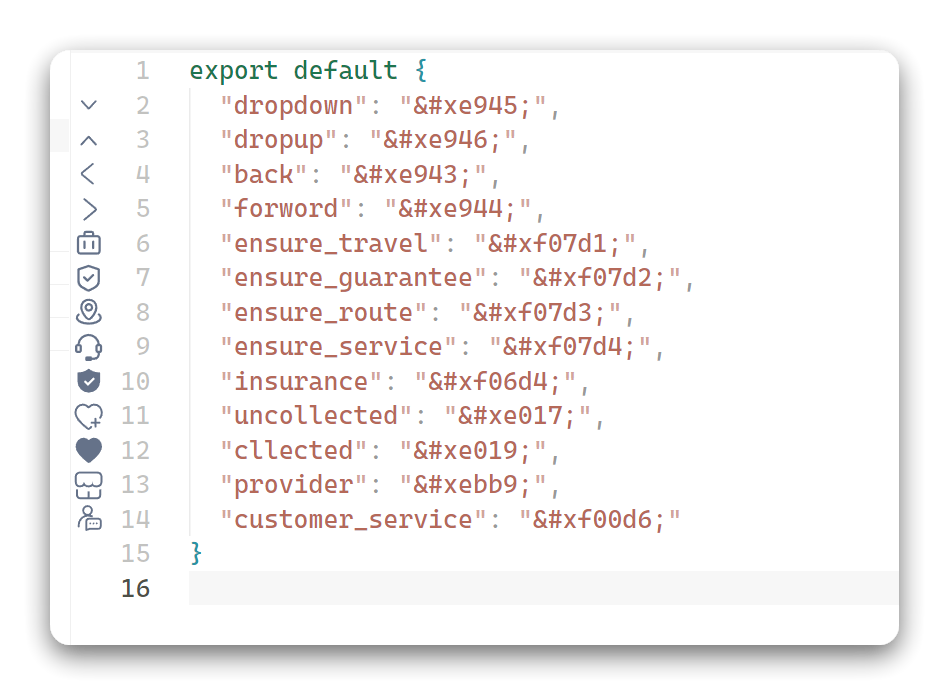 1 export default {
2 "dropdown": "&#xe945;",
3 "dropup": "&#xe946;",
4 "back": "&#xe943;",
5 "forword": "&#xe944;",
6 "ensure_travel": "&#xf07d1;",
7 "ensure_guarantee": "&#xf07d2;",
8 "ensure_route": "&#xf07d3;",
9 "ensure_service": "&#xf07d4;",
10 "insurance": "&#xf06d4;",
11 "uncollected": "&#xe017;",
12 "cllected": "&#xe019;",
13 "provider": "&#xebb9;",
14 "customer_service": "&#xf00d6;"
15 }
16